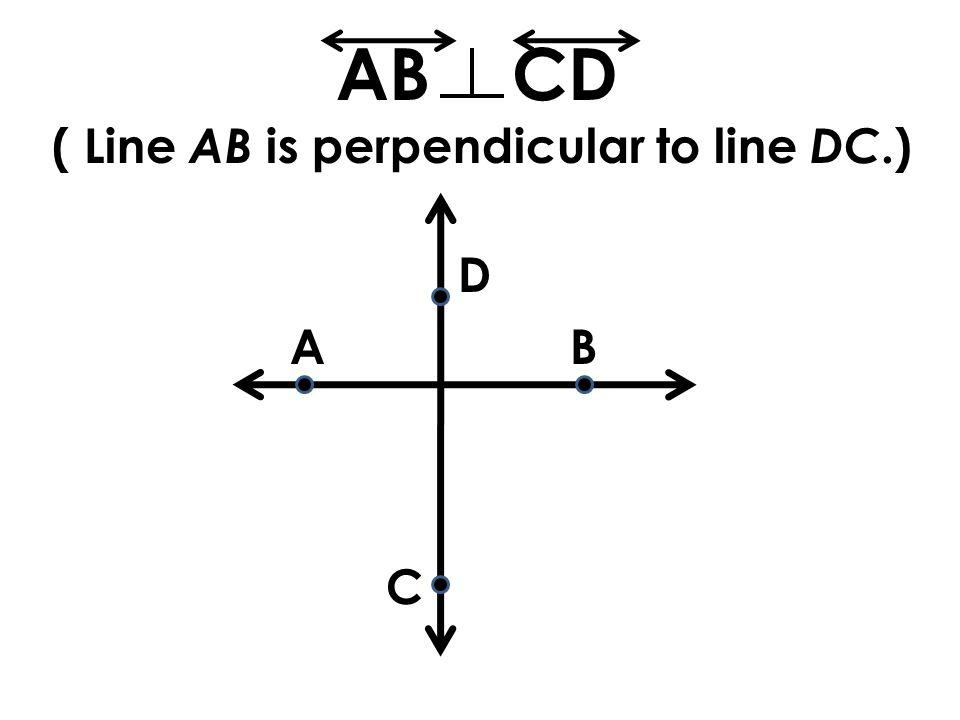 AB ⊥ CD
( Line AB is perpendicular to line DC.)
D
A B
C